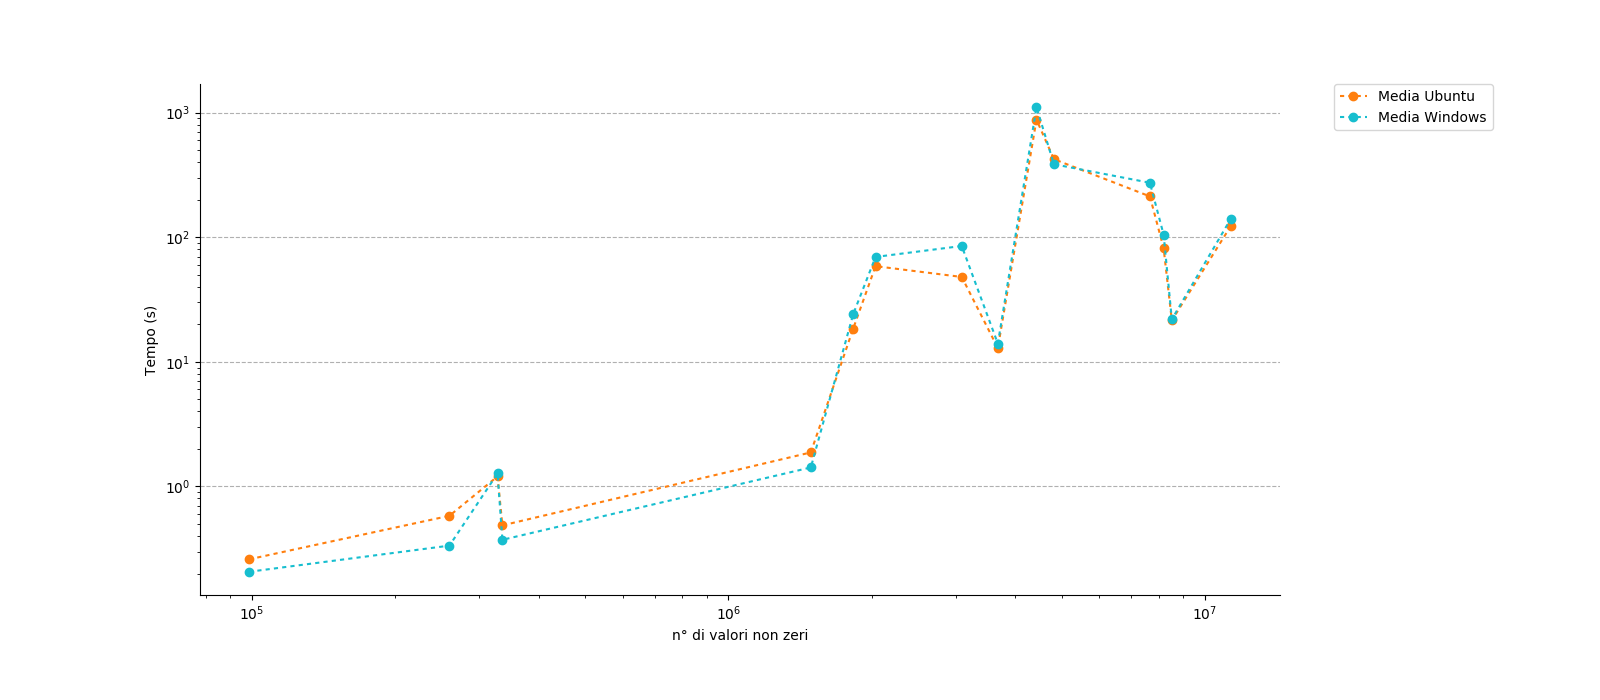 Media Ubuntu
Media Windows
Tempo (s)
10³
10²
10¹
10⁰
10⁵ 10⁶ 10⁷
n° di valori non zeri